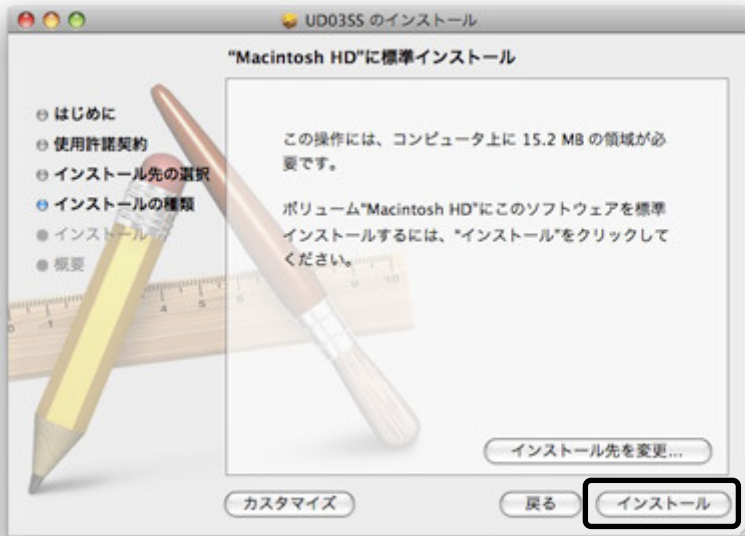 UD03SS のインストール
“Macintosh HD”に標準インストール
はじめに
使用許諾契約
インストール先の選択
インストールの種類
インストール
概要
この操作には、コンピュータ上に 15.2 MB の領域が必
要です。
ボリューム“Macintosh HD”にこのソフトウェアを標準
インストールするには、“インストール”をクリックして
ください。
インストール先を変更...
カスタマイズ
戻る
インストール